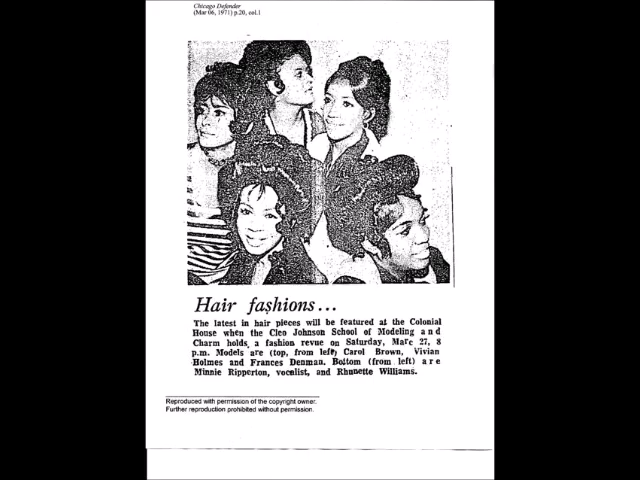 Chicago Defender
(Mar 06, 1971) p.20, col.1
Hair fashions...
The latest in hair pieces will be featured at the Colonial
House when the Cleo Johnson School of Modeling and
Charm holds a fashion revue on Saturday, Marc 27, 8
p.m. Models are (top, from left) Carol Brown, Vivian
Holmes and Frances Denman. Bottom (from left) are
Minnie Ripperton, vocalist, and Rhunette Williams.
Reproduced with permission of the copyright owner.
Further reproduction prohibited without permission.